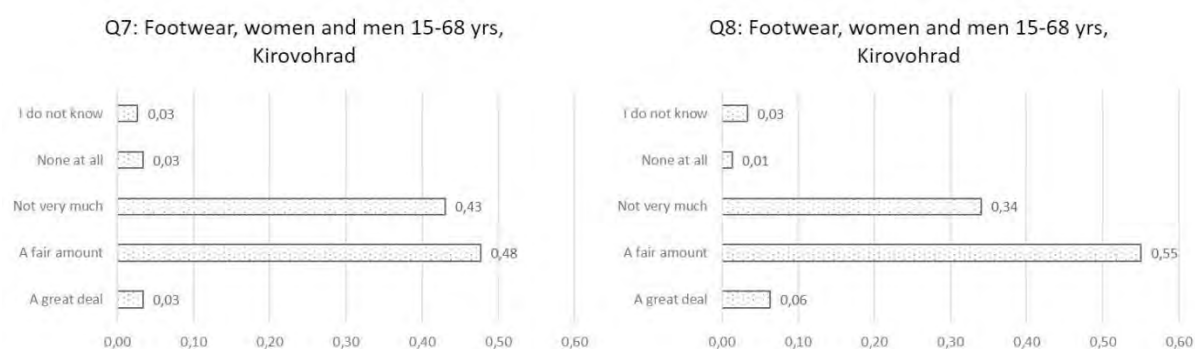 Q7: Footwear, women and men 15-68 yrs,
Kirovohrad
I do not know
0,03
None at all
0,03
Not very much
0,43
A fair amount
0,48
A great deal
0,03
0,00 0,10 0,20 0,30 0,40 0,50 0,60
Q8: Footwear, women and men 15-68 yrs,
Kirovohrad
I do not know
0,03
None at all
0,01
Not very much
0,34
A fair amount
0,55
A great deal
0,06
0,00 0,10 0,20 0,30 0,40 0,50 0,60